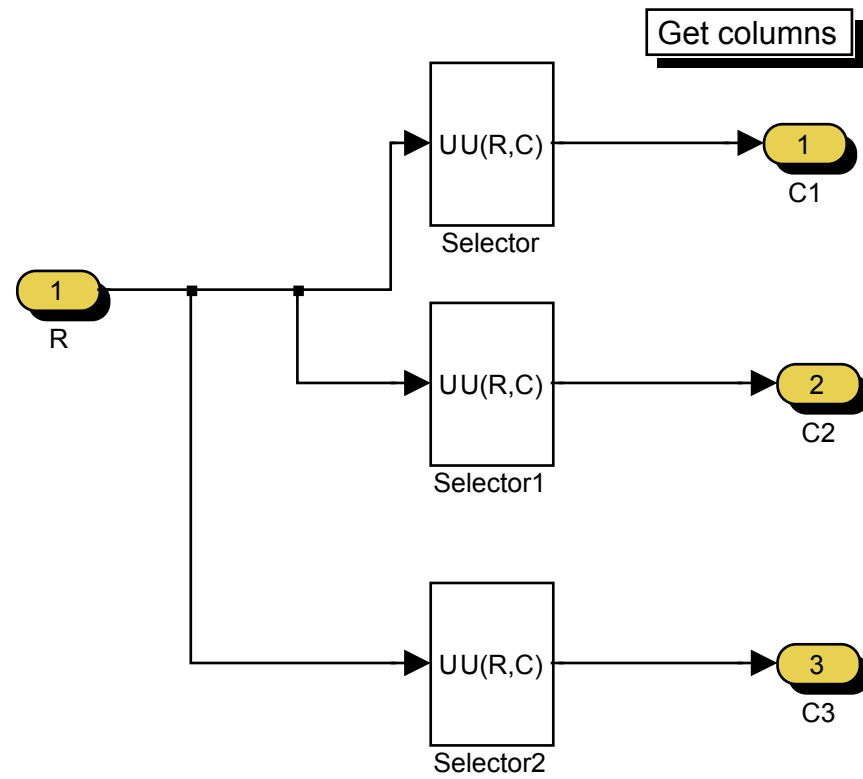 Get columns
UU(R,C)
1
C1
Selector
1
R
UU(R,C)
2
C2
Selector1
UU(R,C)
3
C3
Selector2